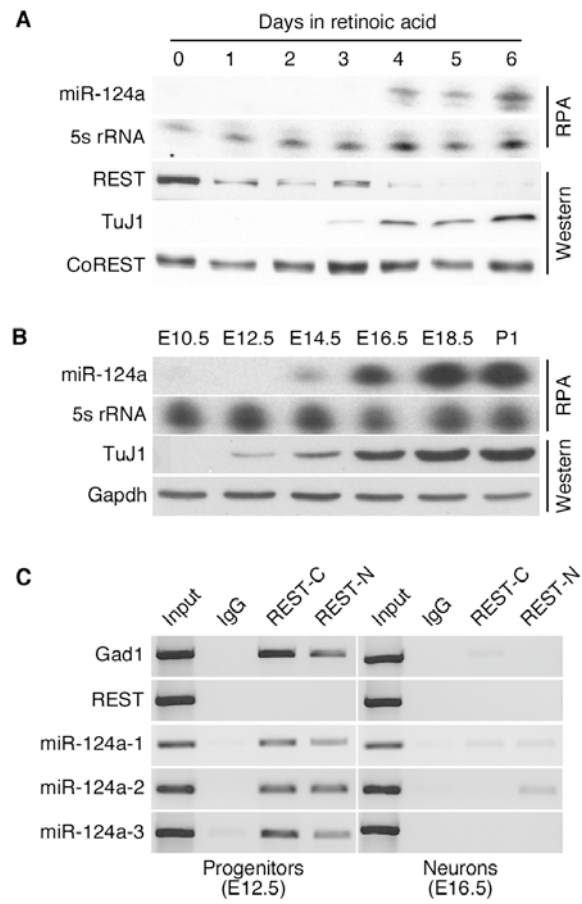 A
Days in retinoic acid
0 1 2 3 4 5 6
miR-124a
5s rRNA
RPA
REST
TuJ1
CoREST
Western
B
E10.5 E12.5 E14.5 E16.5 E18.5 P1
miR-124a
5s rRNA
RPA
TuJ1
Gapdh
Western
C
Input IgG REST-C REST-N Input IgG REST-C REST-N
Gad1
REST
miR-124a-1
miR-124a-2
miR-124a-3
Progenitors Neurons
(E12.5) (E16.5)